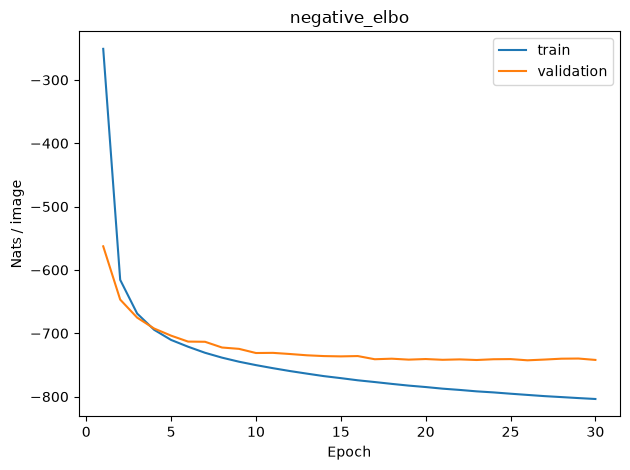 negative_elbo
train
validation
Nats / image
−300
−400
−500
−600
−700
−800
0
5
10
15
20
25
30
Epoch